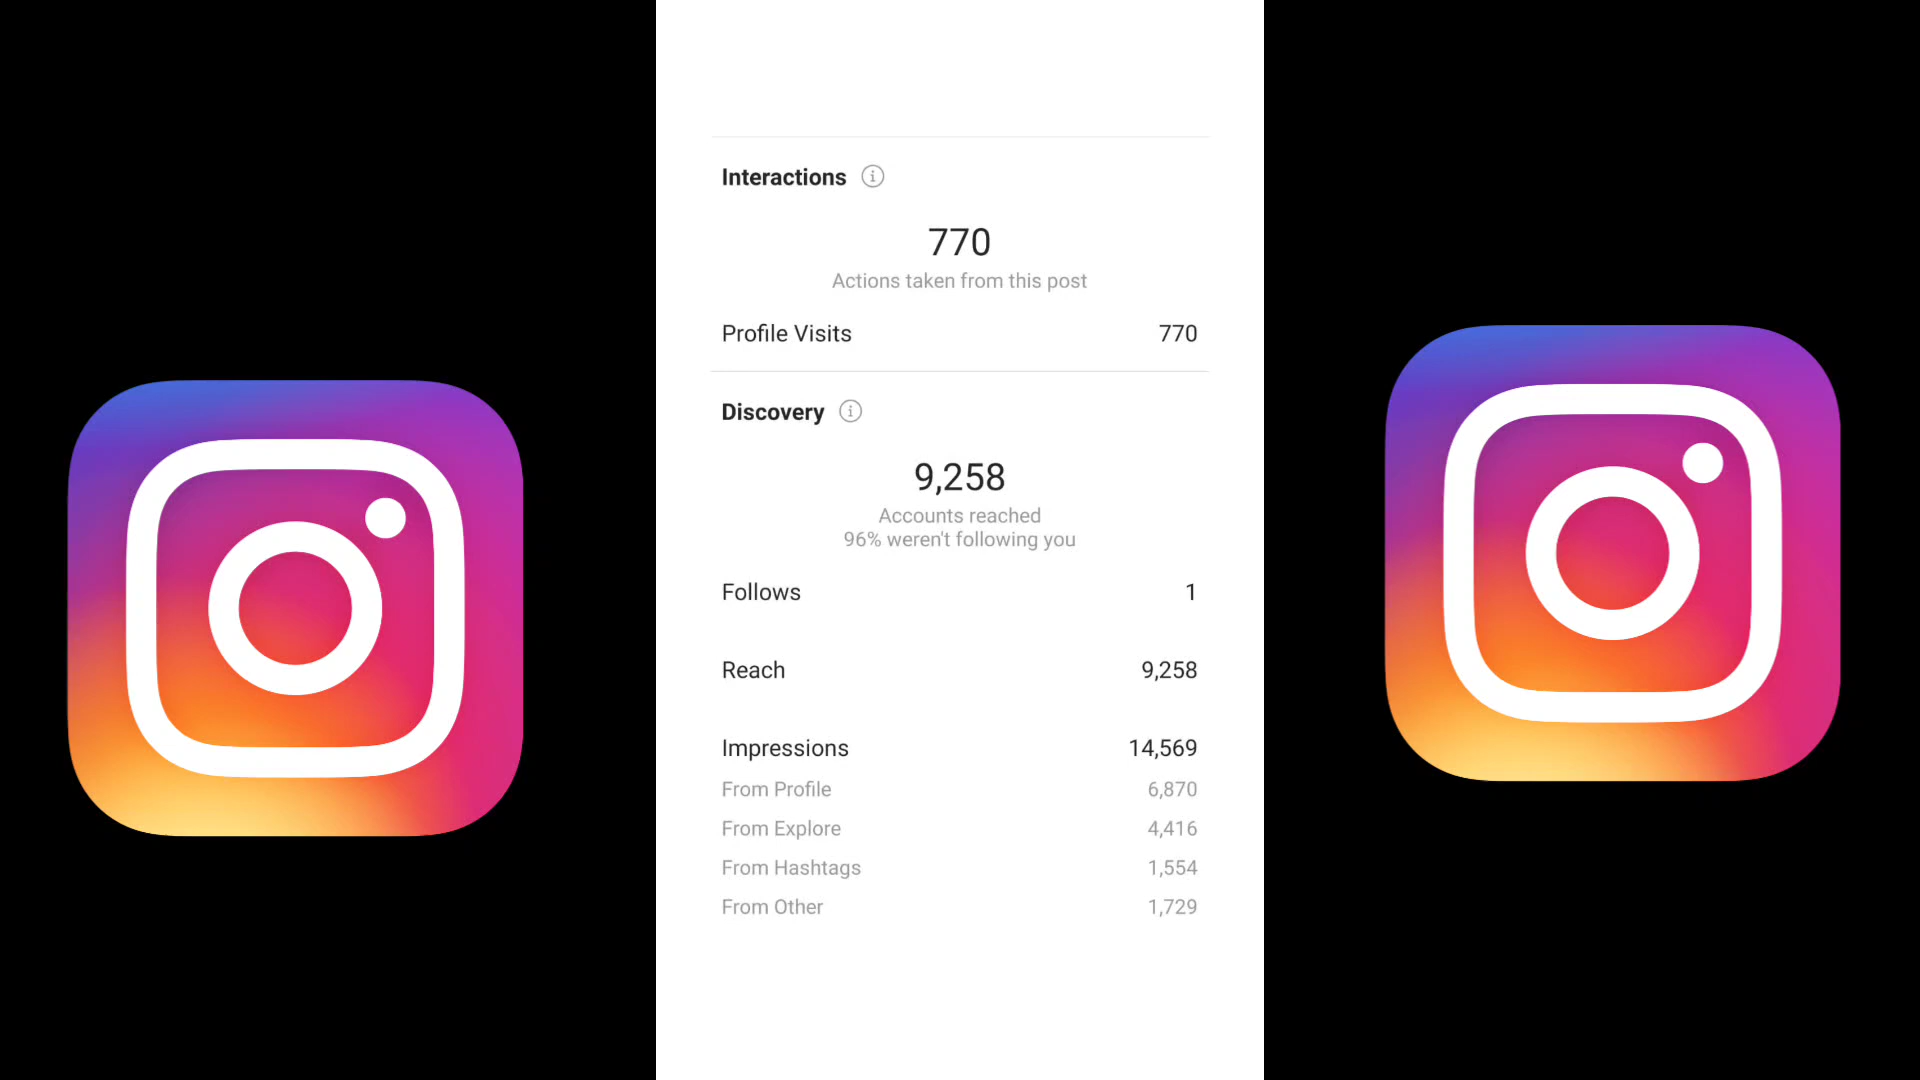 Interactions
770
Actions taken from this post
Profile Visits 770
Discovery
9,258
Accounts reached
96% weren't following you
Follows 1
Reach 9,258
Impressions 14,569
From Profile 6,870
From Explore 4,416
From Hashtags 1,554
From Other 1,729